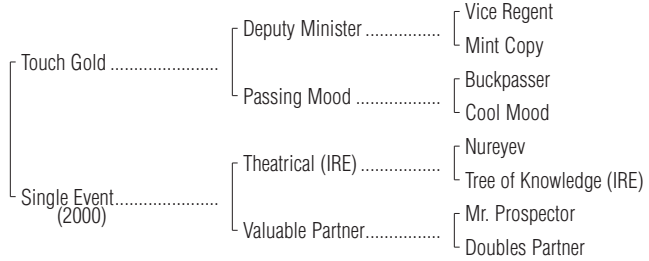 Vice Regent
Deputy Minister ..................
Mint Copy
Touch Gold .......................
Buckpasser
Passing Mood ..................
Cool Mood
Nureyev
Theatrical (IRE) ...................
Tree of Knowledge (IRE)
Single Event......................
(2000)
Mr. Prospector
Valuable Partner.................
Doubles Partner